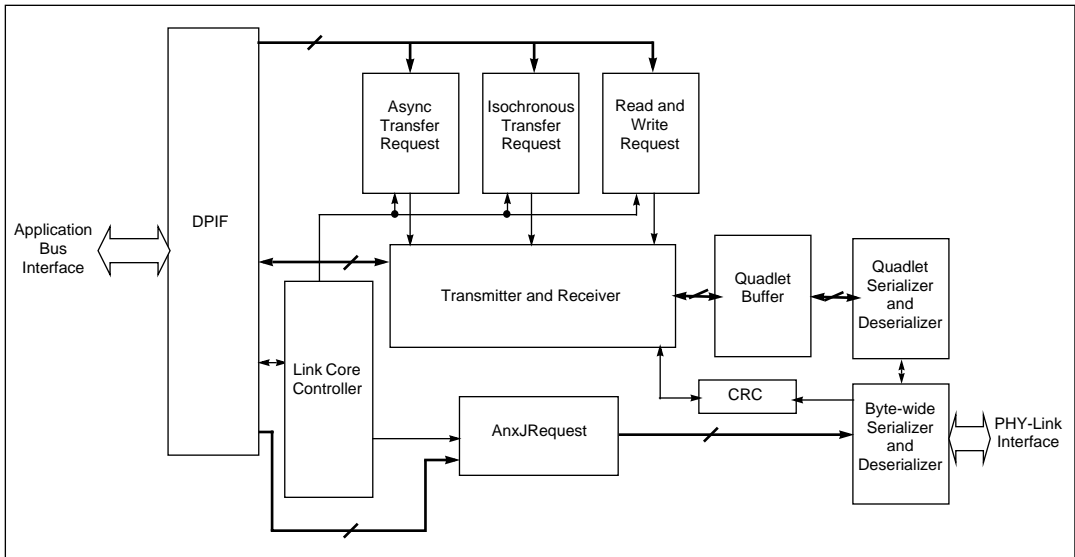 Async
Transfer
Request
Isochronous
Transfer
Request
Read and
Write
Request
DPIF
Application
Bus
Interface
Transmitter and Receiver
Quadlet
Buffer
Quadlet
Serializer
and
Deserializer
Link Core
Controller
CRC
AnxJRequest
Byte-wide
Serializer
and
Deserializer
PHY-Link
Interface